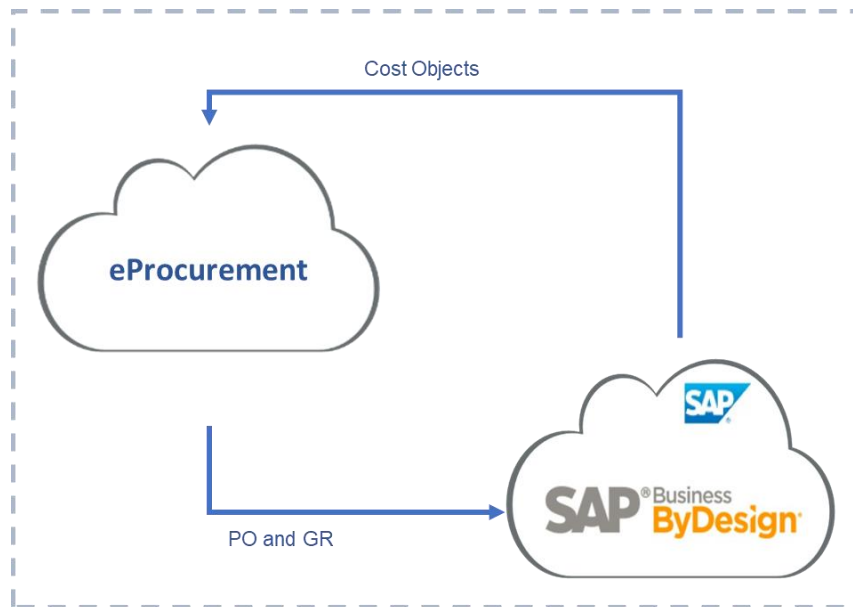 Cost Objects
eProcurement
SAP®
SAP® Business
ByDesign
PO and GR